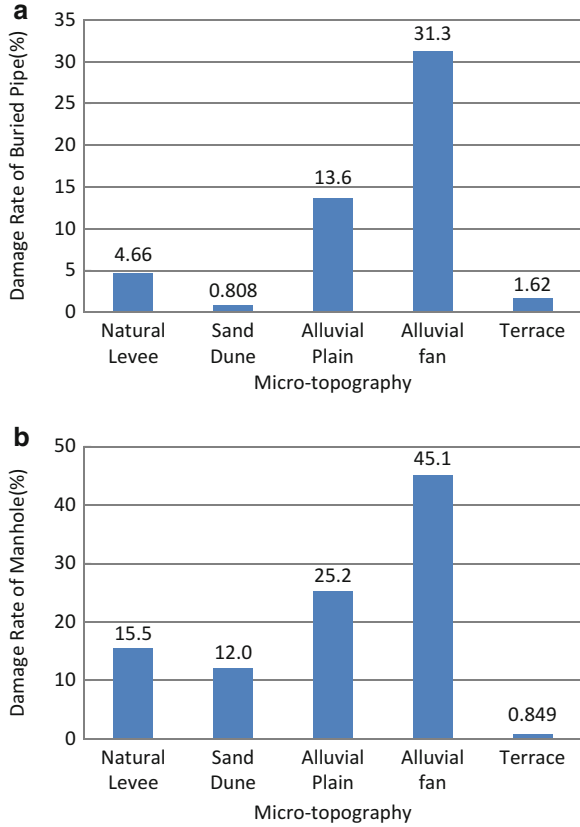 a
Damage Rate of Buried Pipe(%)
35
30
25
20
15
10
5
0
4.66
0.808
13.6
31.3
1.62
Natural
Levee
Sand
Dune
Alluvial
Plain
Alluvial
fan
Terrace
Micro-topography
b
Damage Rate of Manhole(%)
50
40
30
20
10
0
15.5
12.0
25.2
45.1
0.849
Natural
Levee
Sand
Dune
Alluvial
Plain
Alluvial
fan
Terrace
Micro-topography